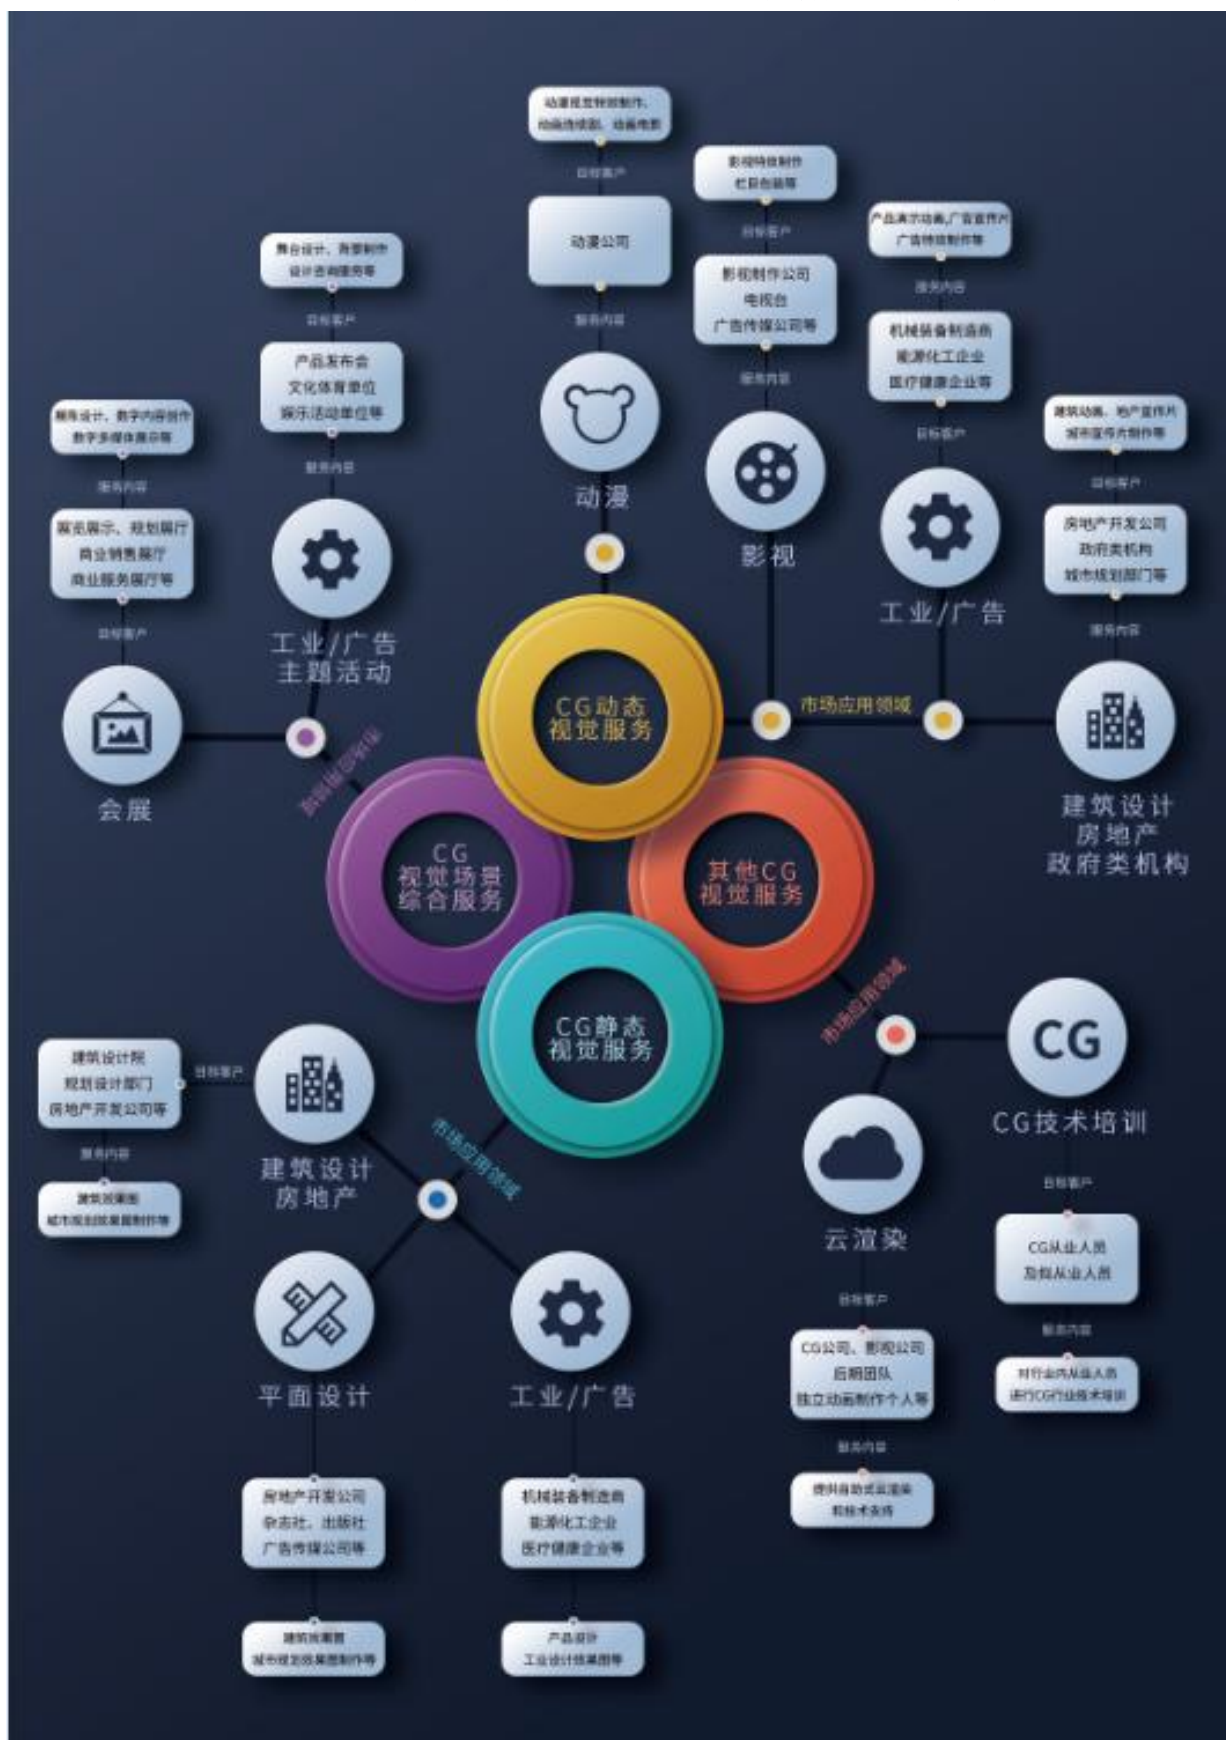 动漫视觉特效制作、
动画连续剧、动画电影
目标客户
动漫公司
服务内容
动漫
影视特效制作
栏目包装等
目标客户
影视制作公司
电视台
广告传媒公司等
服务内容
影视
产品演示动画,广告宣传片
广告特效制作等
服务内容
机械装备制造商
能源化工企业
医疗健康企业等
目标客户
工业/广告
建筑动画、地产宣传片
城市宣传片制作等
目标客户
房地产开发公司
政府类机构
城市规划部门等
服务内容
建筑设计
房地产
政府类机构
舞台设计、背景制作
设计咨询服务等
目标客户
产品发布会
文化体育单位
娱乐活动单位等
服务内容
工业/广告
主题活动
展陈设计、数字内容创作
数字多媒体展示等
服务内容
展览展示、规划展厅
商业销售展厅
商业服务展厅等
目标客户
会展
市场应用领域
CG动态
视觉服务
市场应用领域
CG
视觉场景
综合服务
其他CG
视觉服务
CG静态
视觉服务
市场应用领域
CG
CG技术培训
目标客户
CG从业人员
及拟从业人员
服务内容
对行业内从业人员
进行CG行业技术培训
云渲染
目标客户
CG公司、影视公司
后期团队
独立动画制作个人等
服务内容
提供自助式云渲染
和技术支持
市场应用领域
建筑设计
房地产
目标客户
建筑设计院
规划设计部门
房地产开发公司等
服务内容
建筑效果图
城市规划效果图制作等
平面设计
房地产开发公司
杂志社、出版社
广告传媒公司等
建筑效果图
城市规划效果图制作等
工业/广告
机械装备制造商
能源化工企业
医疗健康企业等
产品设计
工业设计效果图等